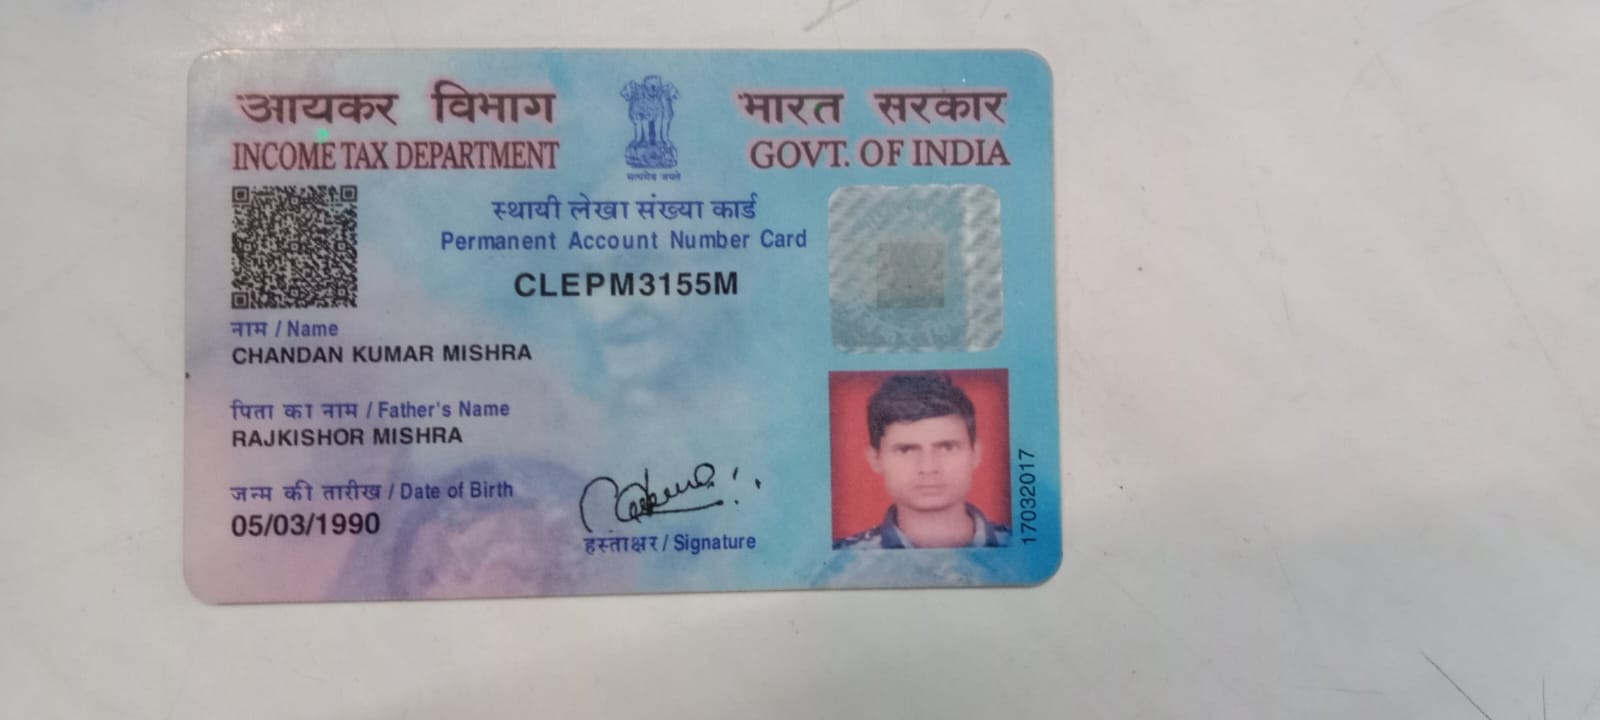 आयकर विभाग
INCOME TAX DEPARTMENT
सत्यमेव जयते
भारत सरकार
GOVT. OF INDIA
स्थायी लेखा संख्या कार्ड
Permanent Account Number Card
CLEPM3155M
नाम / Name
CHANDAN KUMAR MISHRA
पिता का नाम / Father's Name
RAJKISHOR MISHRA
जन्म की तारीख / Date of Birth
05/03/1990
हस्ताक्षर / Signature
17032017